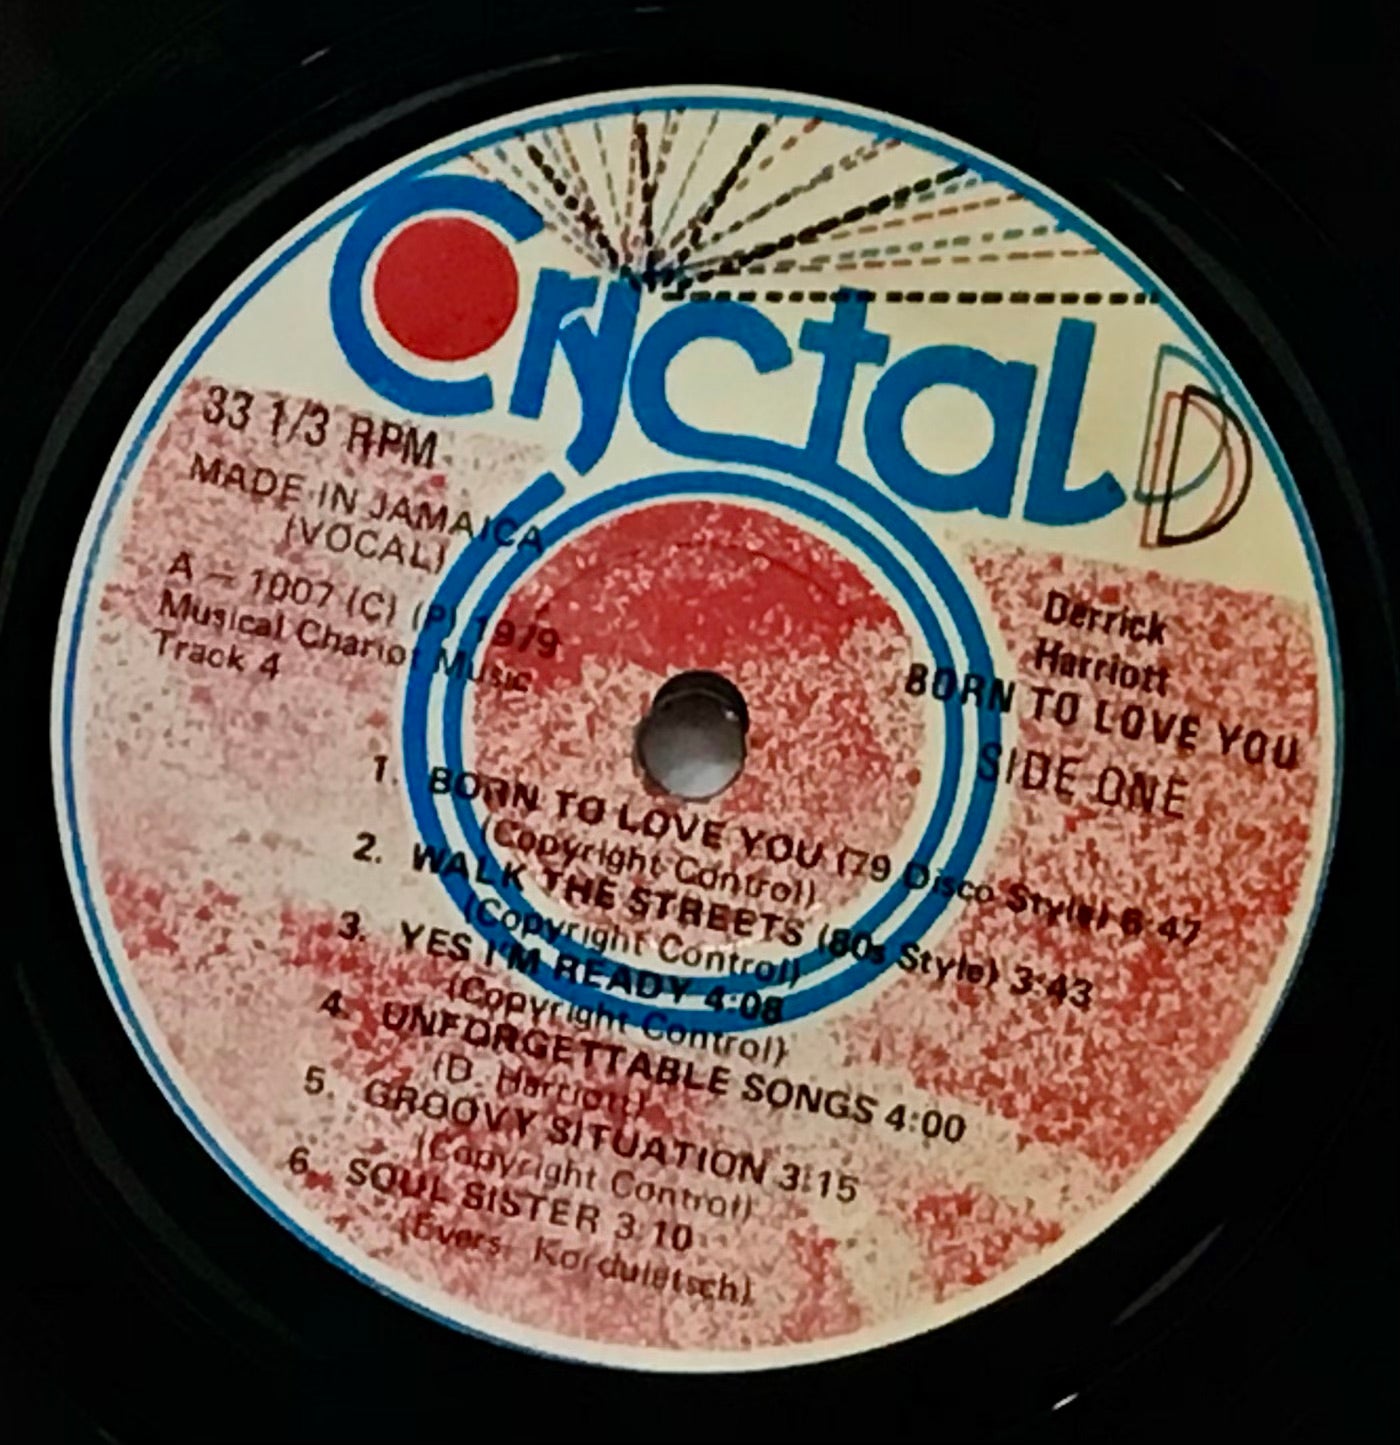 Cryctal D
33 1/3 RPM
MADE IN JAMAICA
(VOCAL)
A - 1007 (C) (P) 1979
Musical Chariot Music
Track 4
Derrick
Harriott
BORN TO LOVE YOU
SIDE ONE
1. BORN TO LOVE YOU (79 Disco Style) 6:47
(Copyright Control)
2. WALK THE STREETS (80s Style) 3:43
(Copyright Control)
3. YES I'M READY 4:08
(Copyright Control)
4. UNFORGETTABLE SONGS 4:00
(D. Harriott)
5. GROOVY SITUATION 3:15
(Copyright Control)
6. SOUL SISTER 3:10
(Evers, Korduletsch)